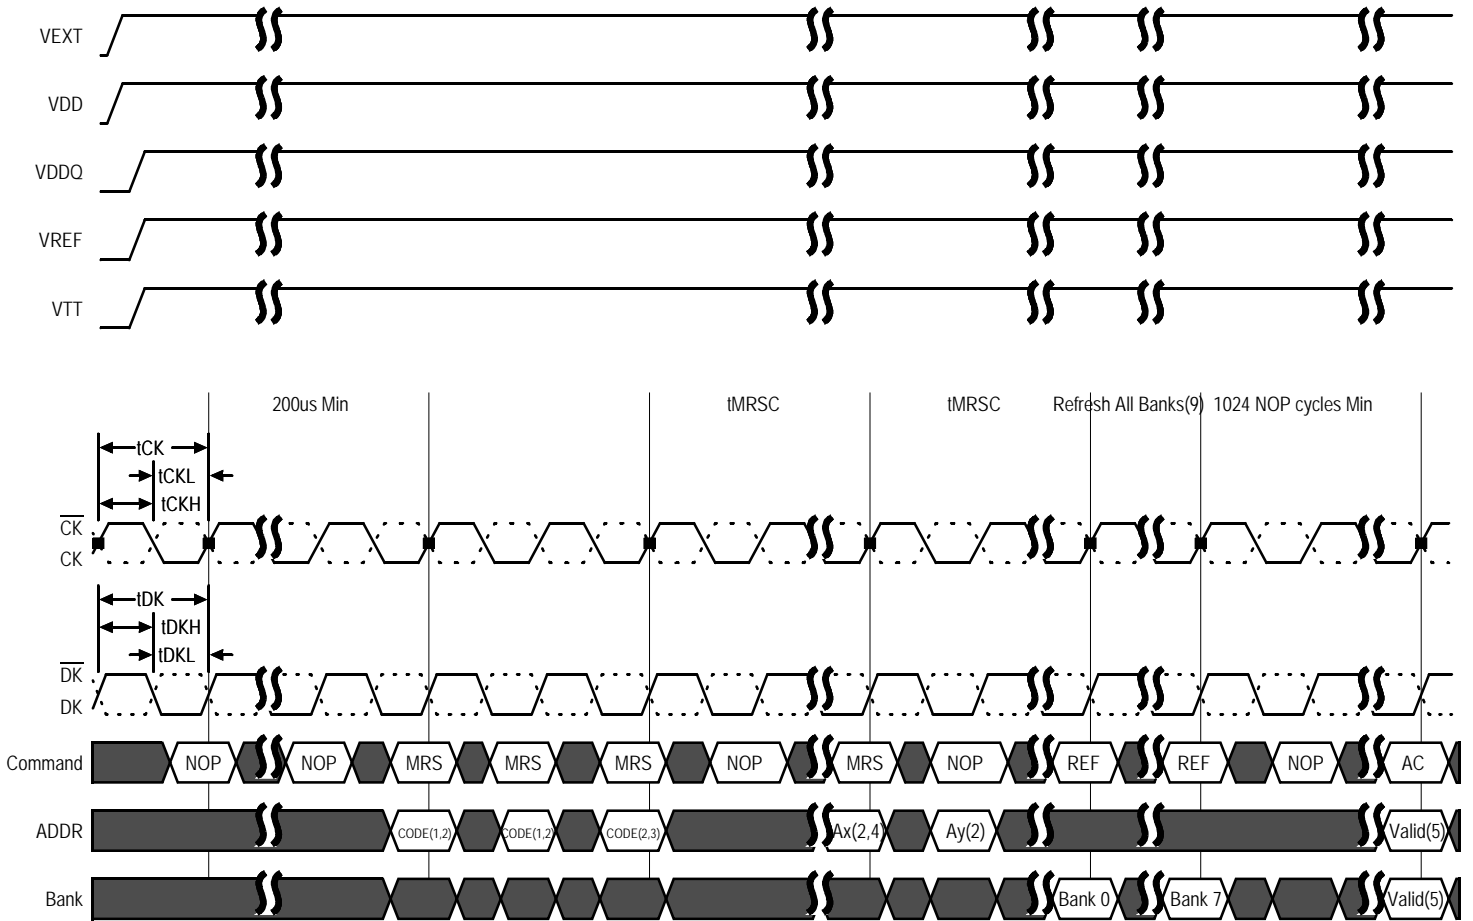 VEXT
VDD
VDDQ
VREF
VTT
200us Min tMRSC tMRSC Refresh All Banks(9) 1024 NOP cycles Min
tCK
tCKL
tCKH
CK
CK
tDK
tDKH
tDKL
DK
DK
Command NOP NOP MRS MRS MRS NOP MRS NOP REF REF NOP AC
ADDR CODE(1,2) CODE(1,2) CODE(2,3) Ax(2,4) Ay(2) Valid(5)
Bank Bank 0 Bank 7 Valid(5)